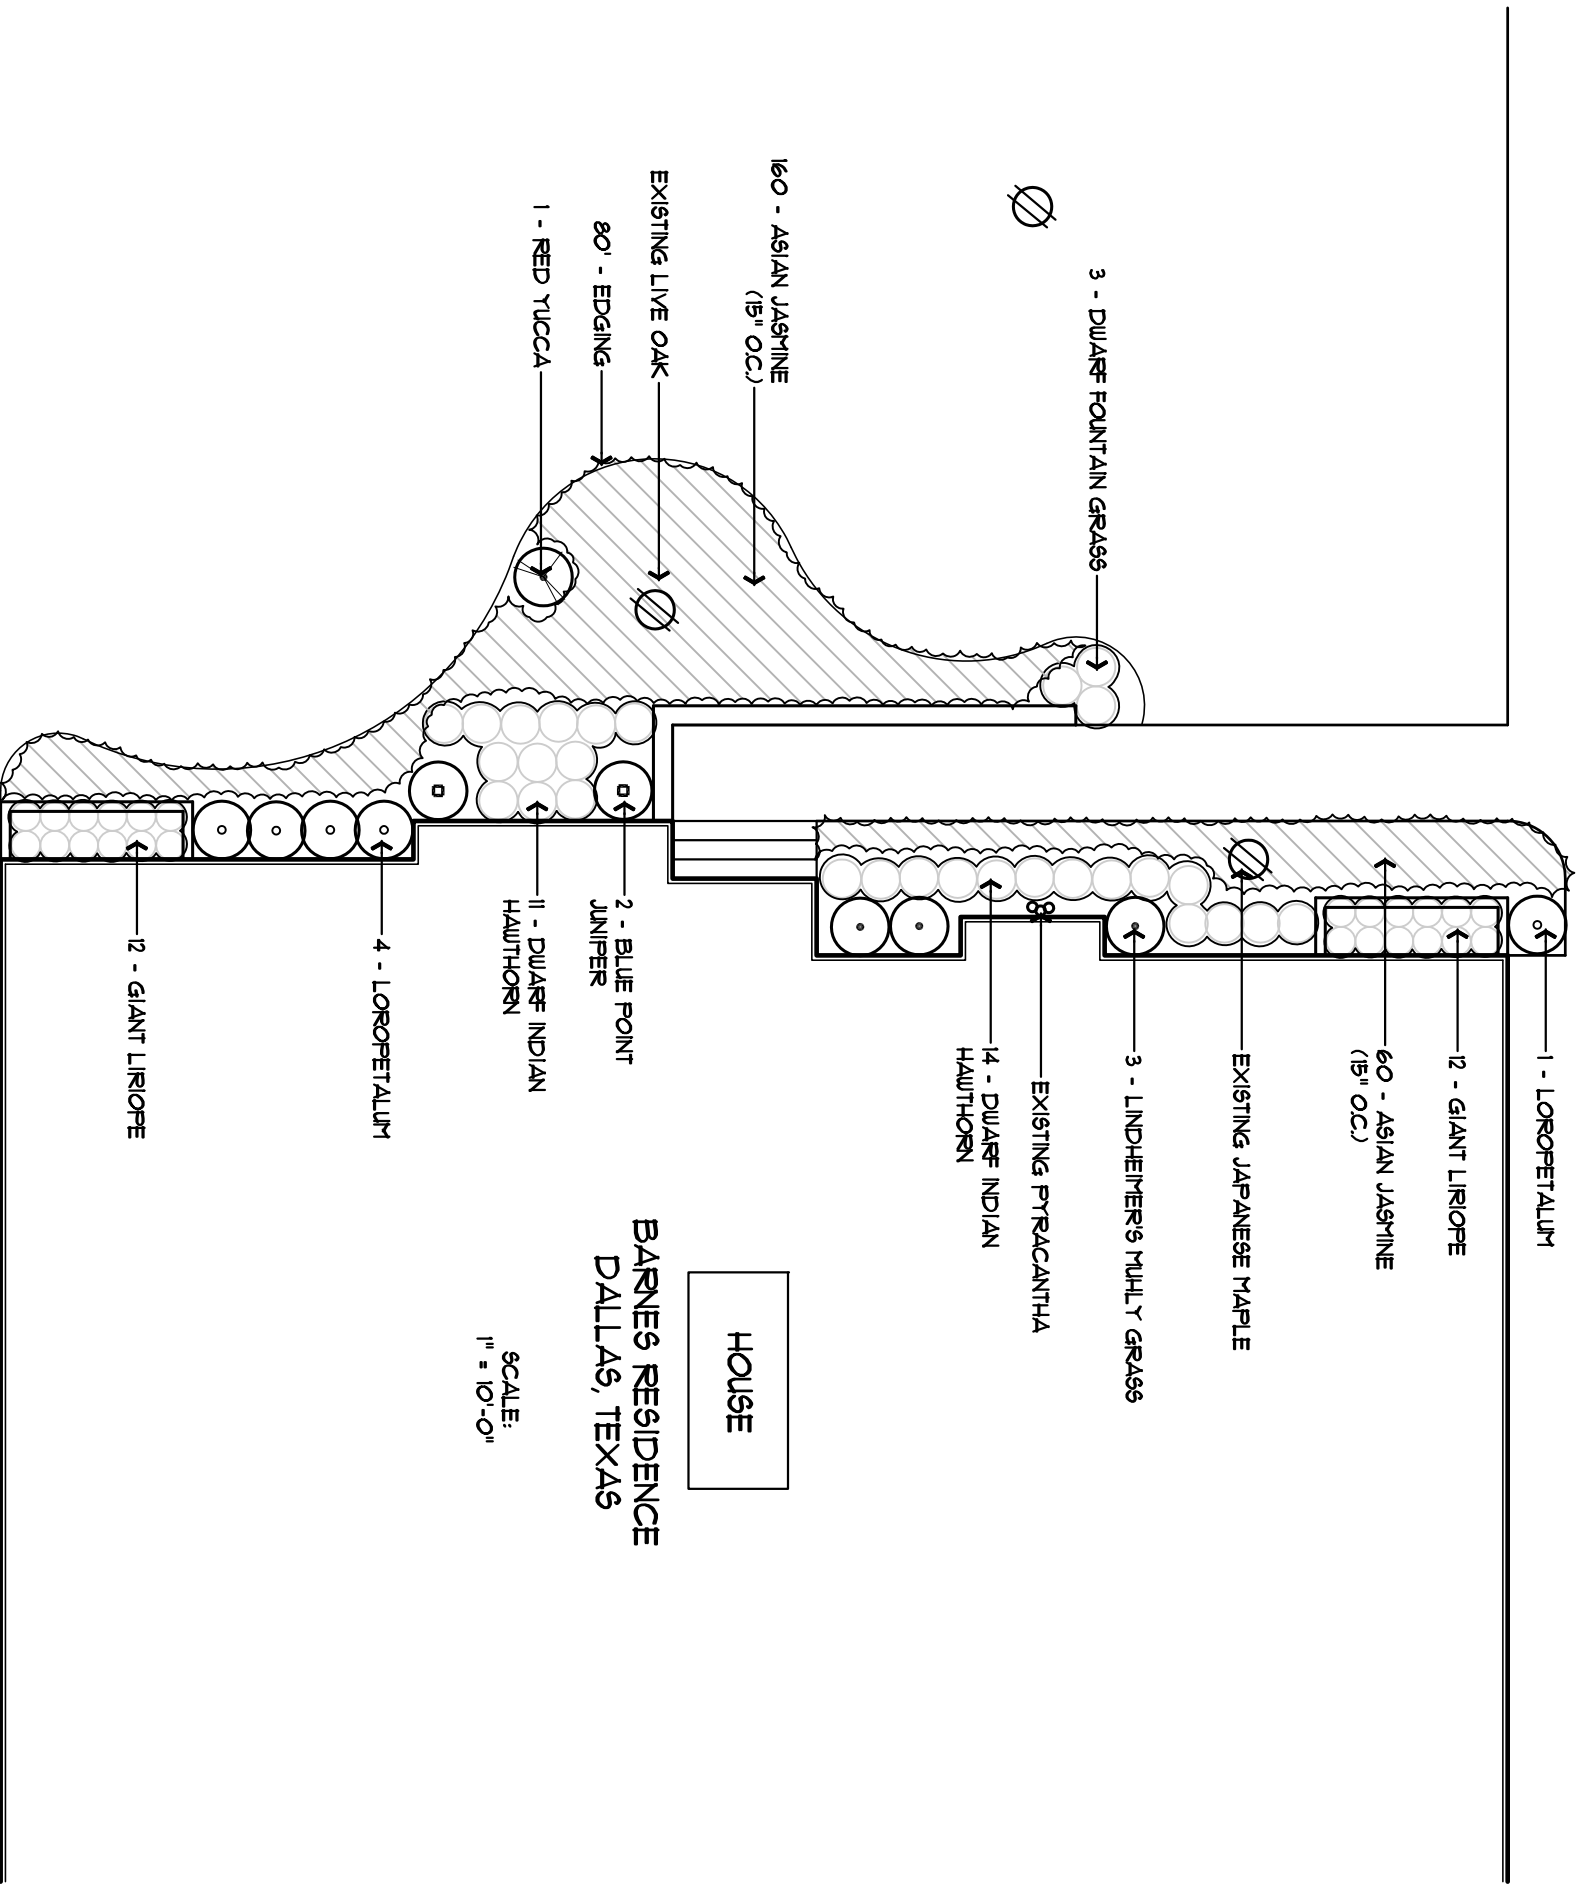 3 - DWARF FOUNTAIN GRASS
160 - ASIAN JASMINE
(15" O.C.)
EXISTING LIVE OAK
80' - EDGING
1 - RED YUCCA
1 - LOROPETALUM
12 - GIANT LIRIOPE
60 - ASIAN JASMINE
(15" O.C.)
EXISTING JAPANESE MAPLE
3 - LINDHEIMER'S MUHLY GRASS
EXISTING PYRACANTHA
14 - DWARF INDIAN
HAWTHORN
2 - BLUE POINT
JUNIPER
11 - DWARF INDIAN
HAWTHORN
4 - LOROPETALUM
12 - GIANT LIRIOPE
HOUSE
BARNES RESIDENCE
DALLAS, TEXAS
SCALE:
1" = 10'-0"